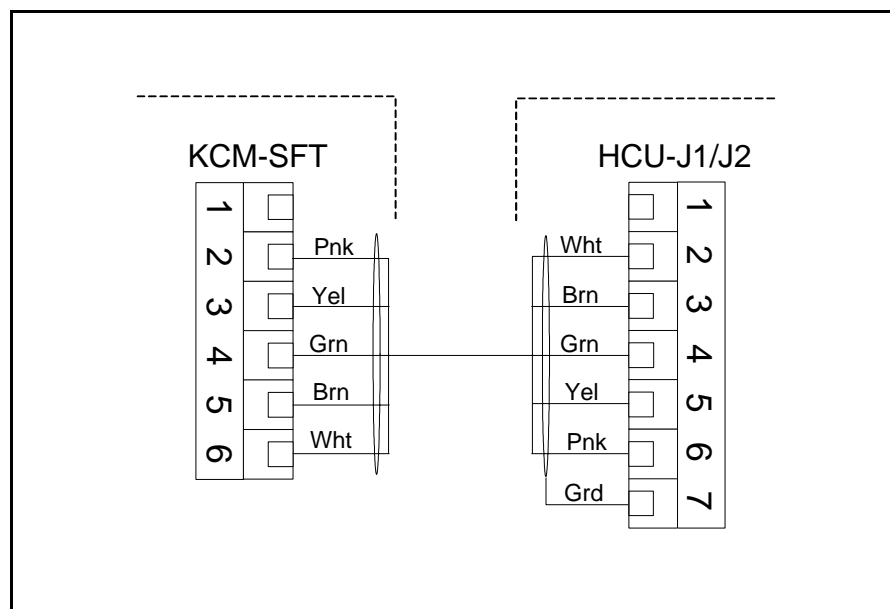 KCM-SFT
1
2
3
4
5
6
Pnk
Yel
Grn
Brn
Wht
HCU-J1/J2
Wht
Brn
Grn
Yel
Pnk
Grd
1
2
3
4
5
6
7